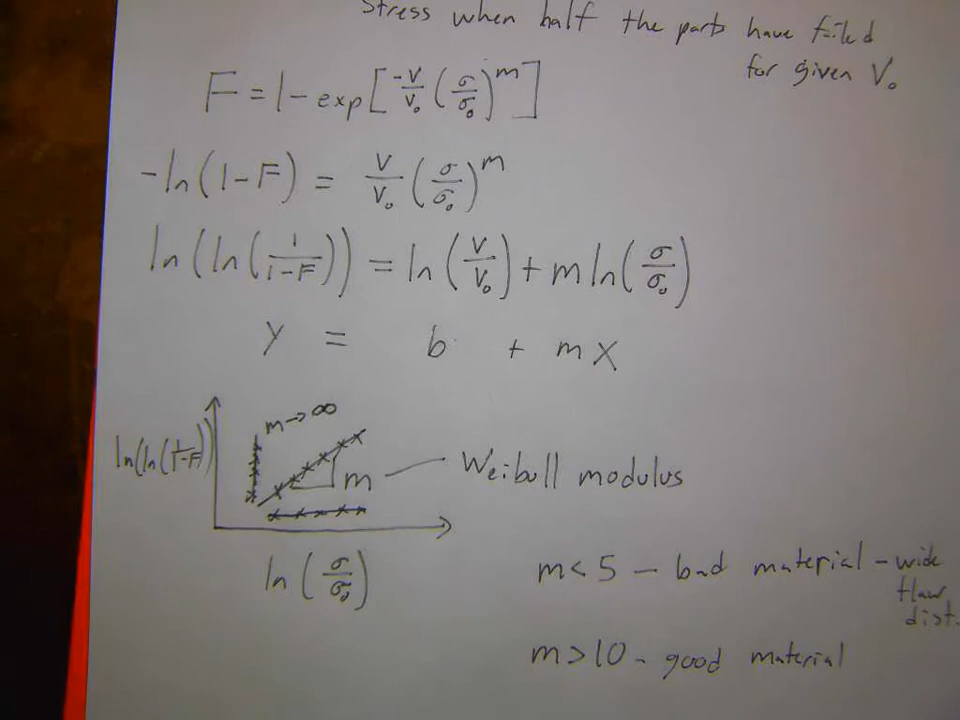 stress when half the parts have failed
for given V₀
F = 1 - exp[-V/V₀ (σ/σ₀)^m]
-ln(1-F) = V/V₀ (σ/σ₀)^m
ln(ln(1/1-F)) = ln(V/V₀) + m ln(σ/σ₀)
y = b + mx
m→∞
ln(ln(1/1-F))
m
Weibull modulus
ln(σ/σ₀)
m<5 - bad material - wide
flaw
dist.
m>10 - good material